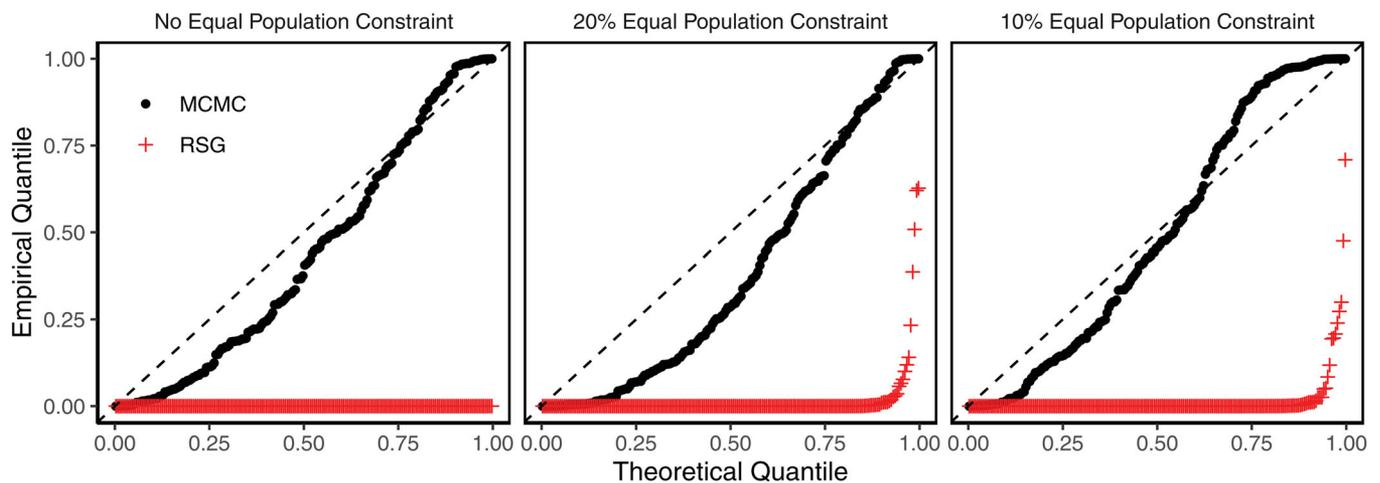 No Equal Population Constraint
20% Equal Population Constraint
10% Equal Population Constraint
1.00
0.75
0.50
0.25
0.00
Empirical Quantile
MCMC
RSG
0.00 0.25 0.50 0.75 1.00
0.00 0.25 0.50 0.75 1.00
0.00 0.25 0.50 0.75 1.00
Theoretical Quantile